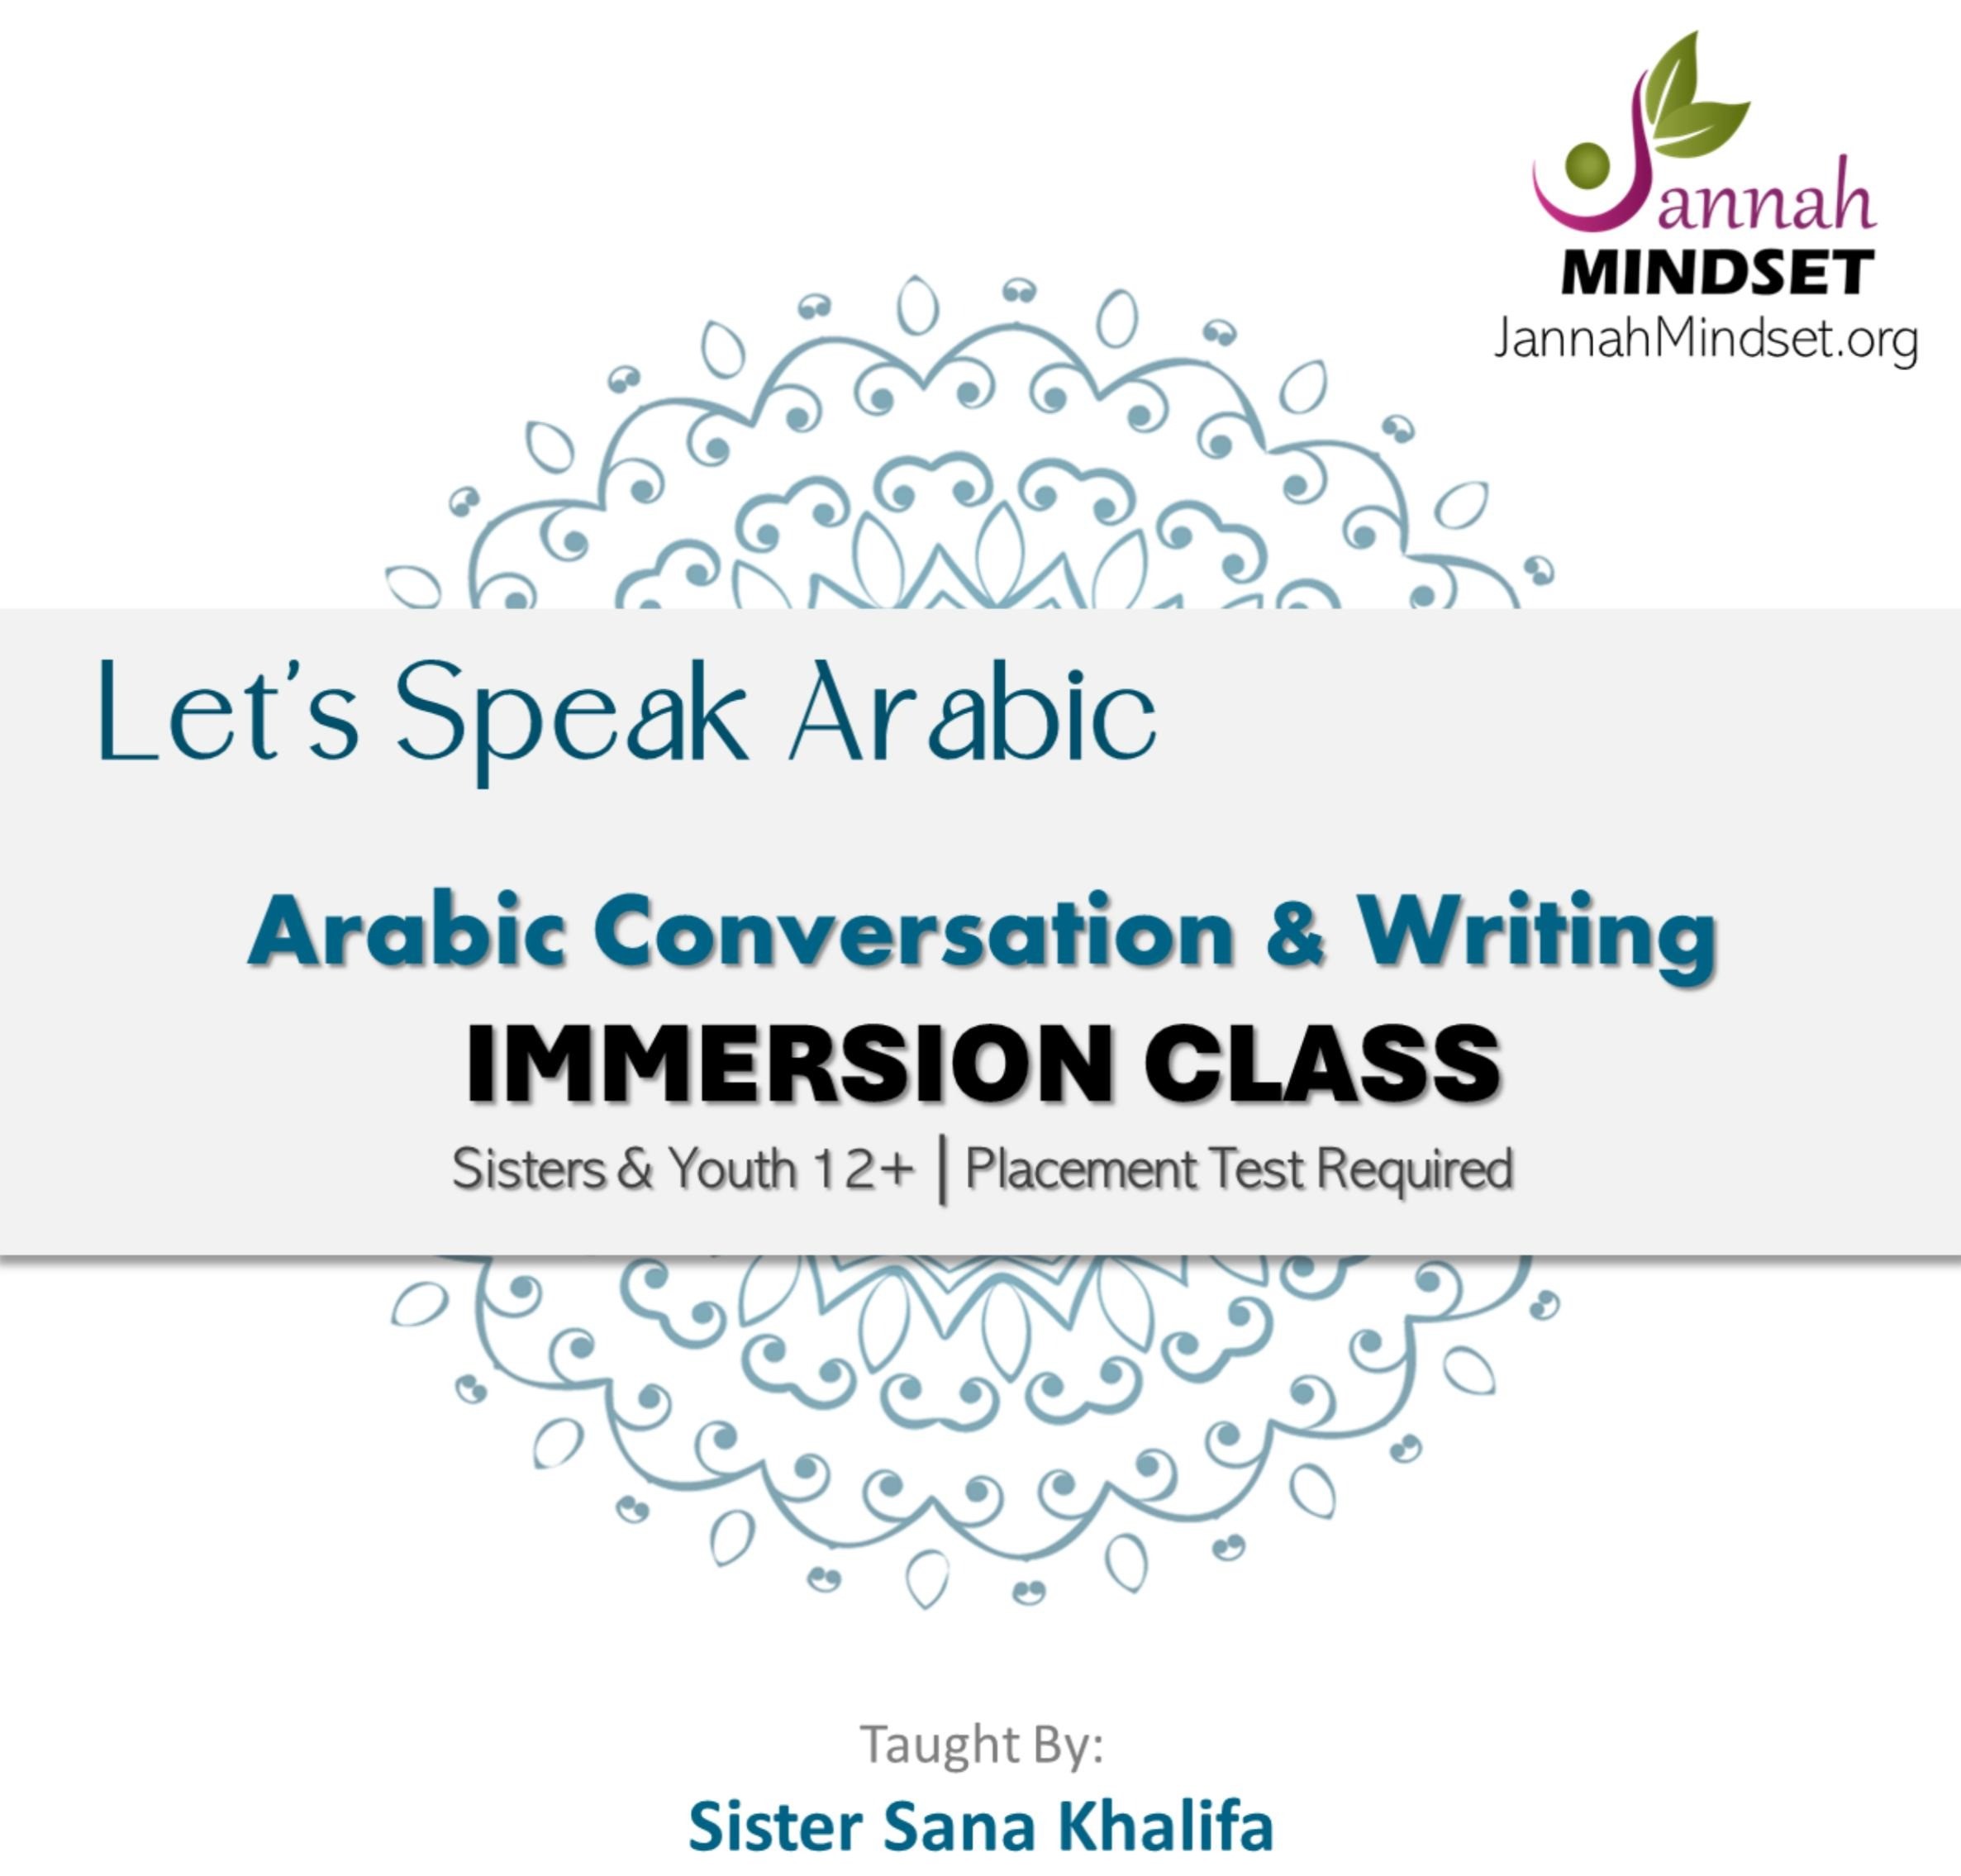 Jannah
MINDSET
JannahMindset.org
Let's Speak Arabic
Arabic Conversation & Writing
IMMERSION CLASS
Sisters & Youth 12+ | Placement Test Required
Taught By:
Sister Sana Khalifa